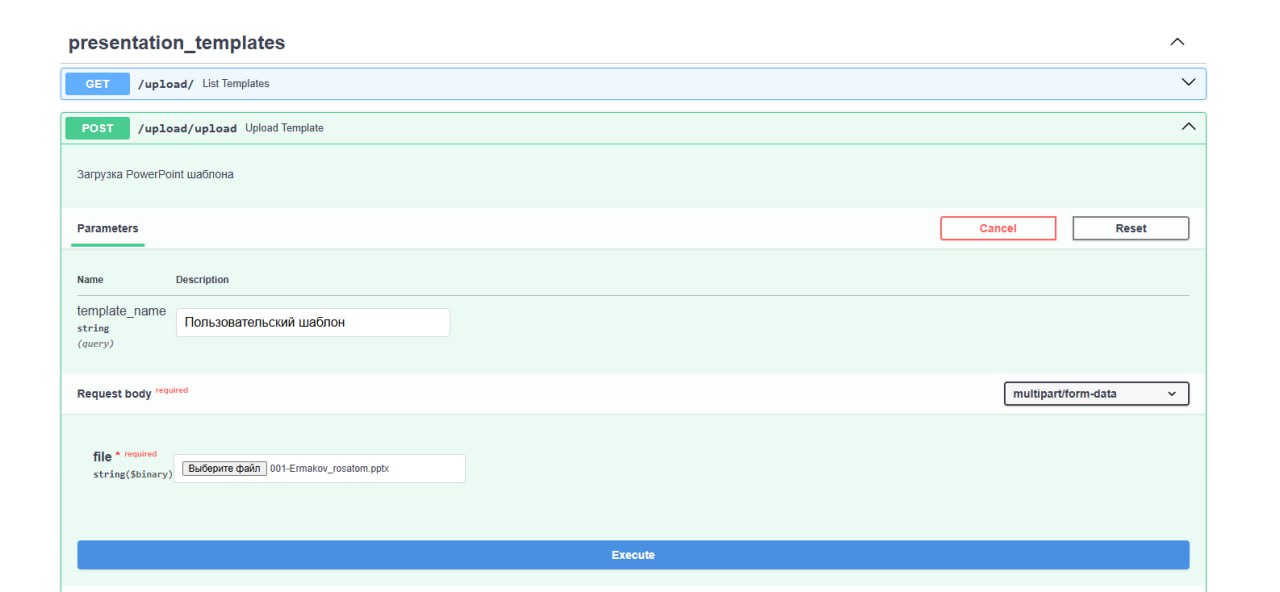 presentation_templates
GET /upload/ List Templates
POST /upload/upload Upload Template
Загрузка PowerPoint шаблона
Parameters
Cancel
Reset
Name Description
template_name
string
(query)
Пользовательский шаблон
Request body required
multipart/form-data
file * required
string($binary)
Выберите файл 001-Ermakov_rosatom.pptx
Execute